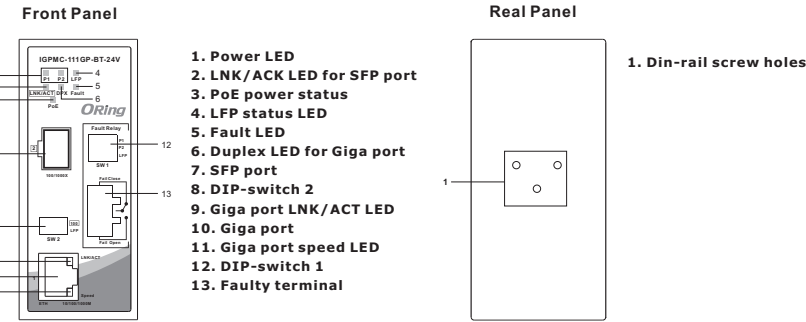 Front Panel
Real Panel
IGPMC-111GP-BT-24V
P1 P2 LFP
4
LNK/ACT DPX Fault
5
PoE
6
ORing
Fault Relay
P1
P2
LFP
SW1
12
2
100/1000X
Fail Close
13
Fail Open
100
LFP
SW 2
LNK/ACT
1
Speed
ETH 10/100/1000M
1. Power LED
2. LNK/ACK LED for SFP port
3. PoE power status
4. LFP status LED
5. Fault LED
6. Duplex LED for Giga port
7. SFP port
8. DIP-switch 2
9. Giga port LNK/ACT LED
10. Giga port
11. Giga port speed LED
12. DIP-switch 1
13. Faulty terminal
1
1. Din-rail screw holes